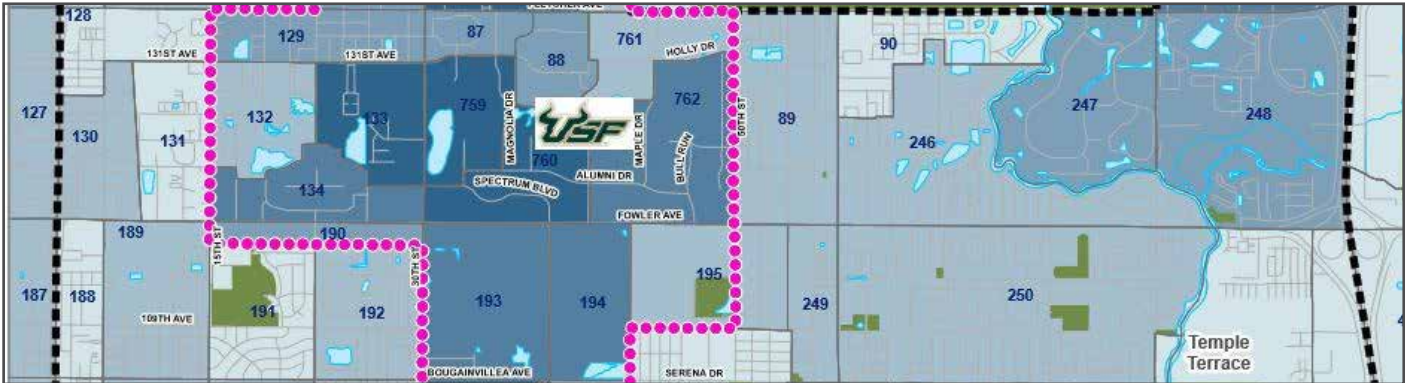 FLETCHER AVE
128
129
87
761
131ST AVE
131ST AVE
88
HOLLY DR
90
127
130
131
132
133
759
MAGNOLIA DR
USF
760
MAPLE DR
762
BULL RUN
50TH ST
89
246
247
248
134
SPECTRUM BLVD
ALUMNI DR
FOWLER AVE
189
15TH ST
190
30TH ST
187
188
109TH AVE
191
192
193
194
195
249
250
BOUGAINVILLEA AVE
SERENA DR
Temple
Terrace